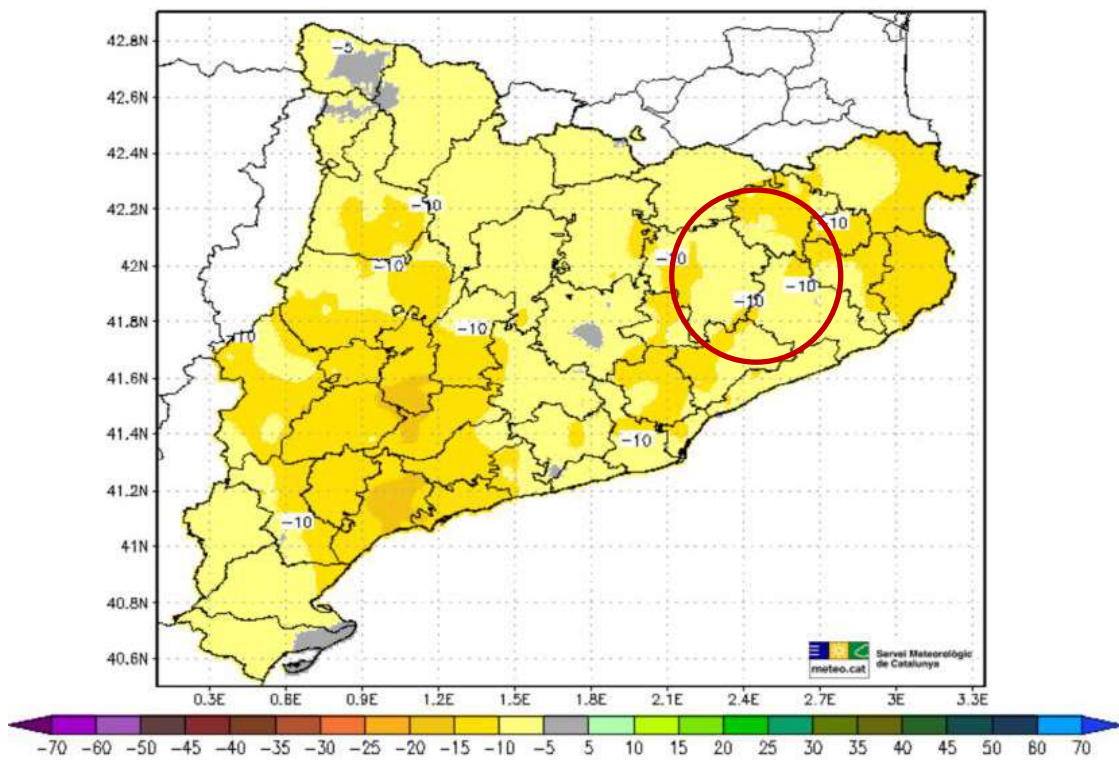 42.8N
-5
42.6N
42.4N
42.2N
-10
-10
42N
-10
-10
-10
41.8N
-10
-10
41.6N
41.4N
-10
41.2N
-10
41N
40.8N
40.6N
meteo.cat
Servei Meteorològic
de Catalunya
0.3E 0.6E 0.9E 1.2E 1.5E 1.8E 2.1E 2.4E 2.7E 3E 3.3E
-70 -60 -50 -45 -40 -35 -30 -25 -20 -15 -10 -5 5 10 15 20 25 30 35 40 45 50 60 70